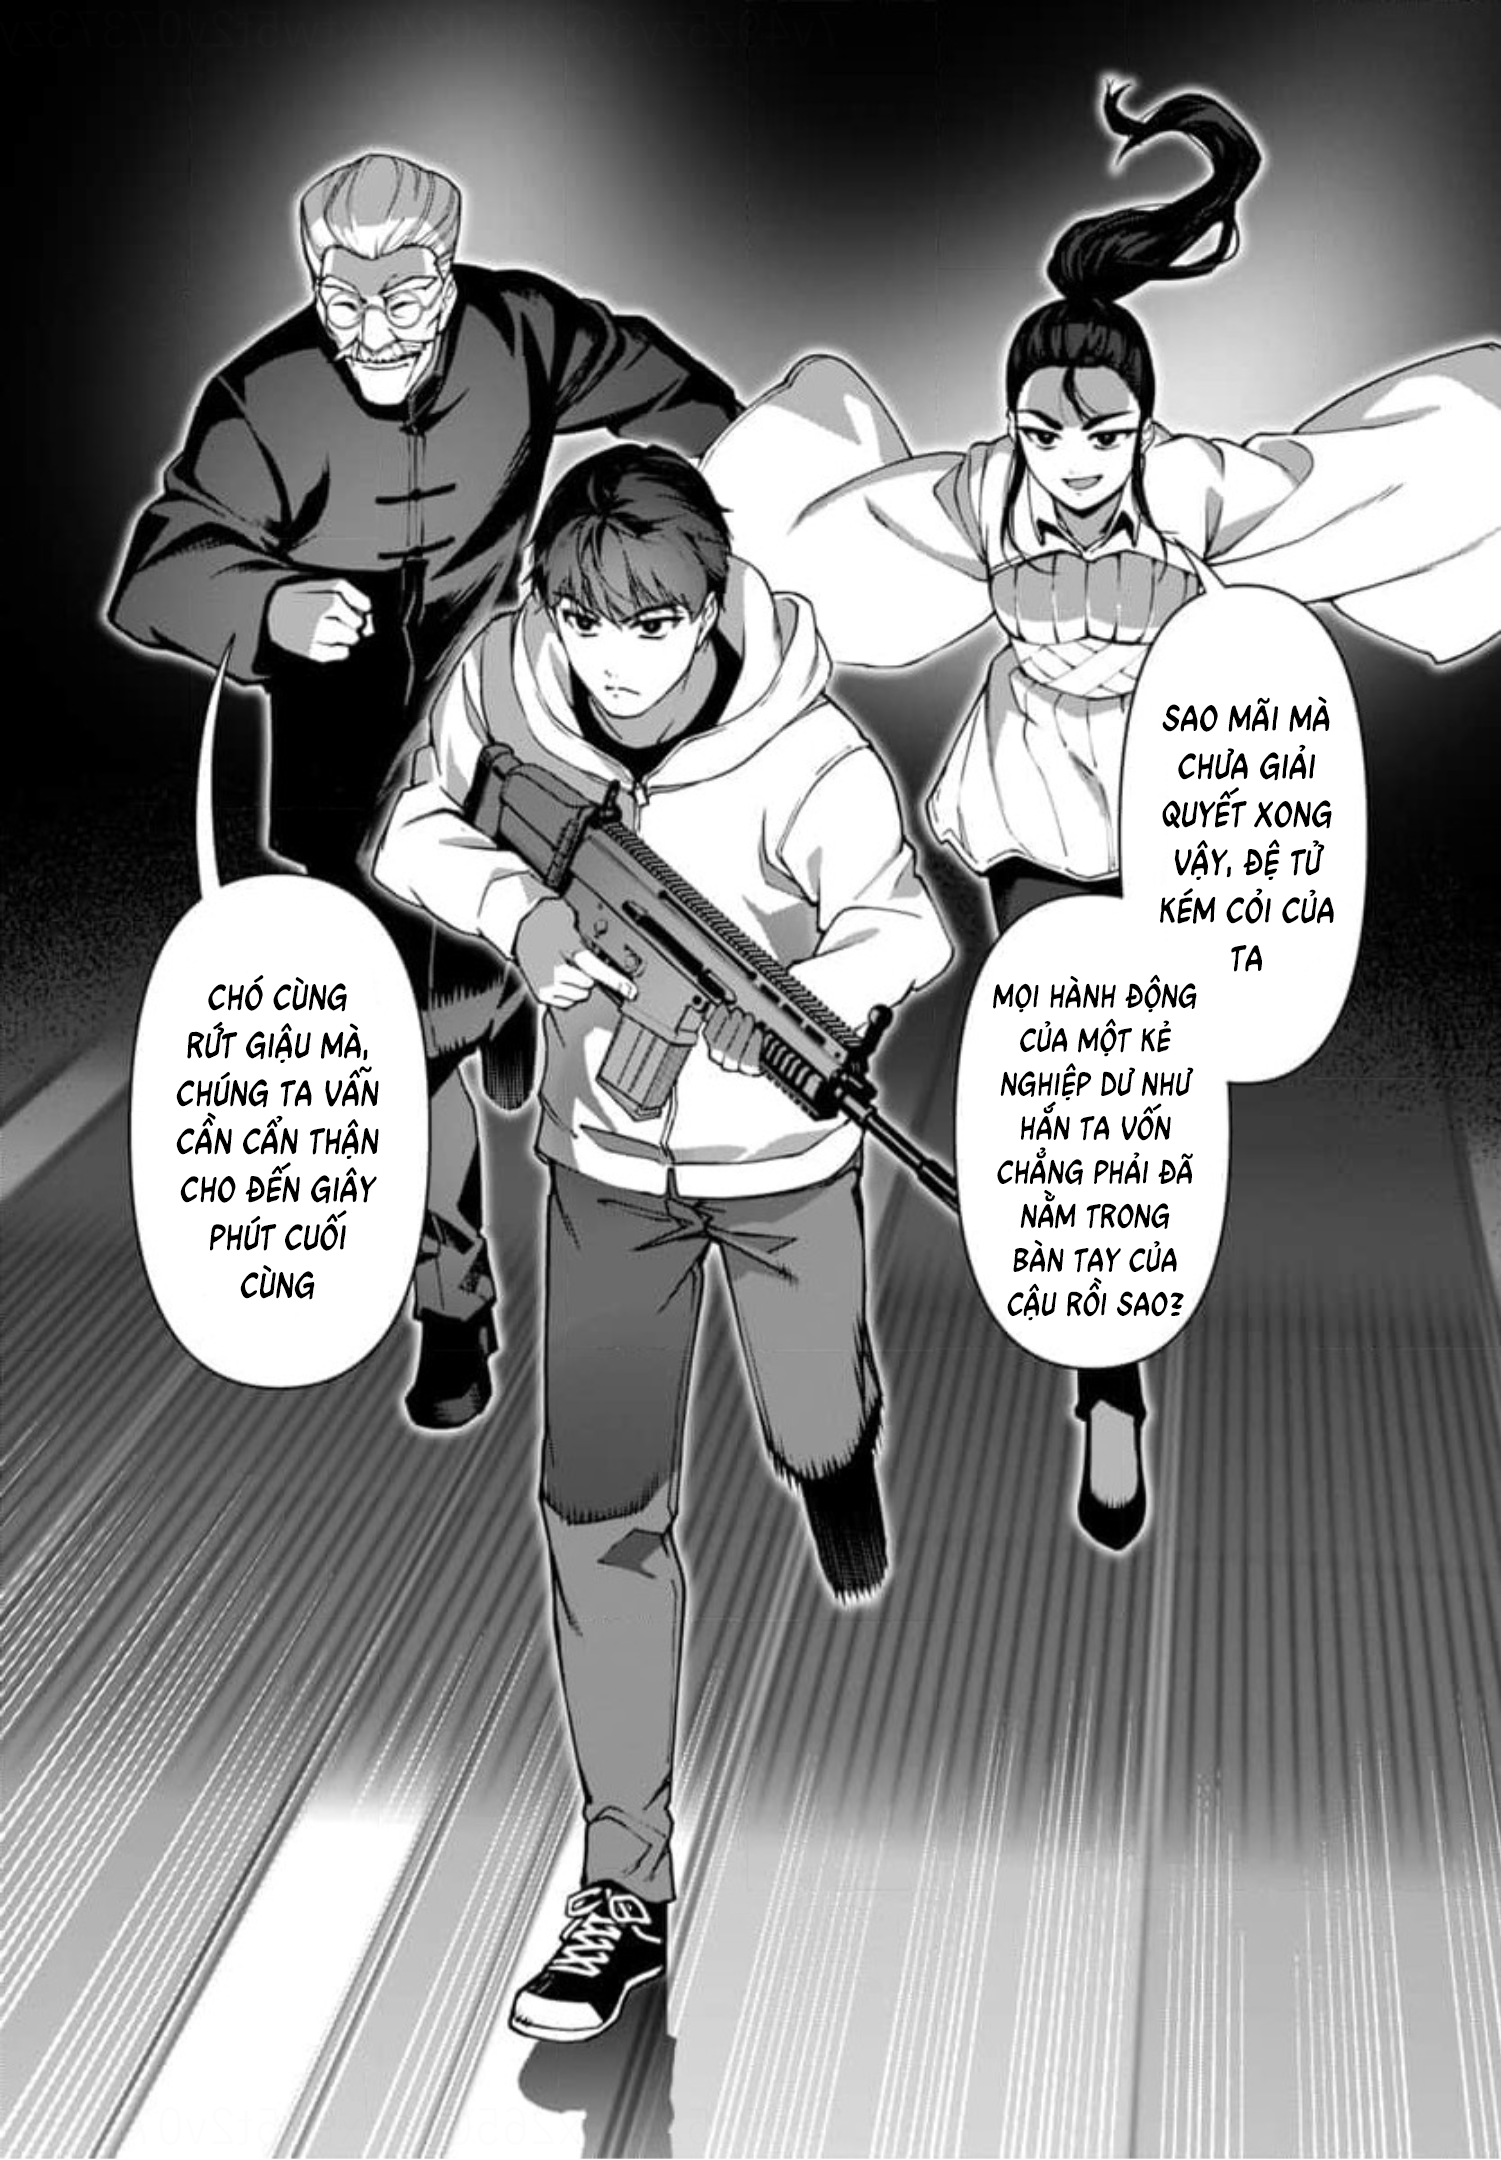 SAO MÃI MÀ
CHƯA GIẢI
QUYẾT XONG
VẬY, ĐỆ TỬ
KÉM CỎI CỦA
TA
MỌI HÀNH ĐỘNG
CỦA MỘT KẺ
NGHIỆP DƯ NHƯ
HẮN TA VỐN
CHẲNG PHẢI ĐÃ
NẰM TRONG
BÀN TAY CỦA
CẬU RỒI SAO?
CHÓ CÙNG
RỨT GIẬU MÀ,
CHÚNG TA VẪN
CẦN CẨN THẬN
CHO ĐẾN GIÂY
PHÚT CUỐI
CÙNG